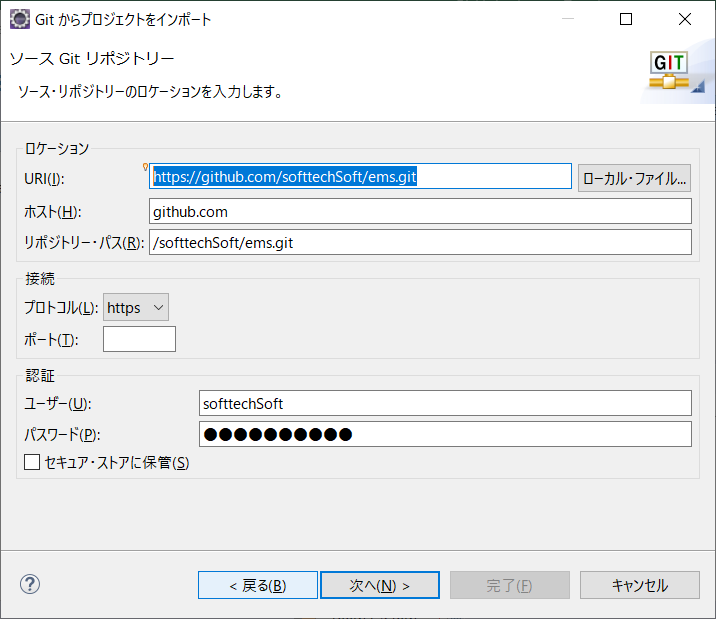 Git からプロジェクトをインポート
ソース Git リポジトリー
ソース・リポジトリーのロケーションを入力します。
GIT
ロケーション
URI(I): https://github.com/softtechSoft/ems.git ローカル・ファイル...
ホスト(H): github.com
リポジトリー・パス(R): /softtechSoft/ems.git
接続
プロトコル(L): https
ポート(T):
認証
ユーザー(U): softtechSoft
パスワード(P): ●●●●●●●●●●
セキュア・ストアに保管(S)
< 戻る(B) 次へ(N) > 完了(F) キャンセル